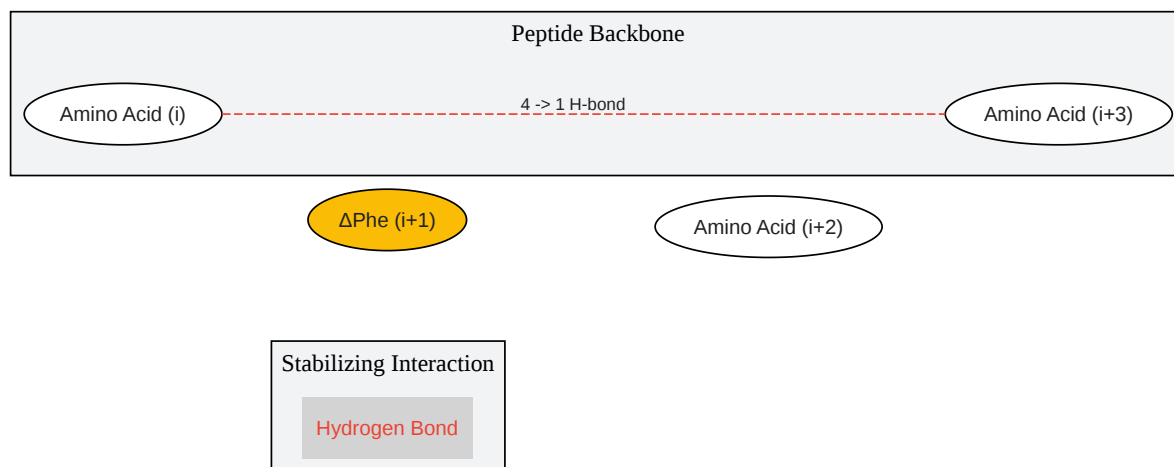 Peptide Backbone
Amino Acid (i)
4 -> 1 H-bond
Amino Acid (i+3)
ΔPhe (i+1)
Amino Acid (i+2)
Stabilizing Interaction
Hydrogen Bond